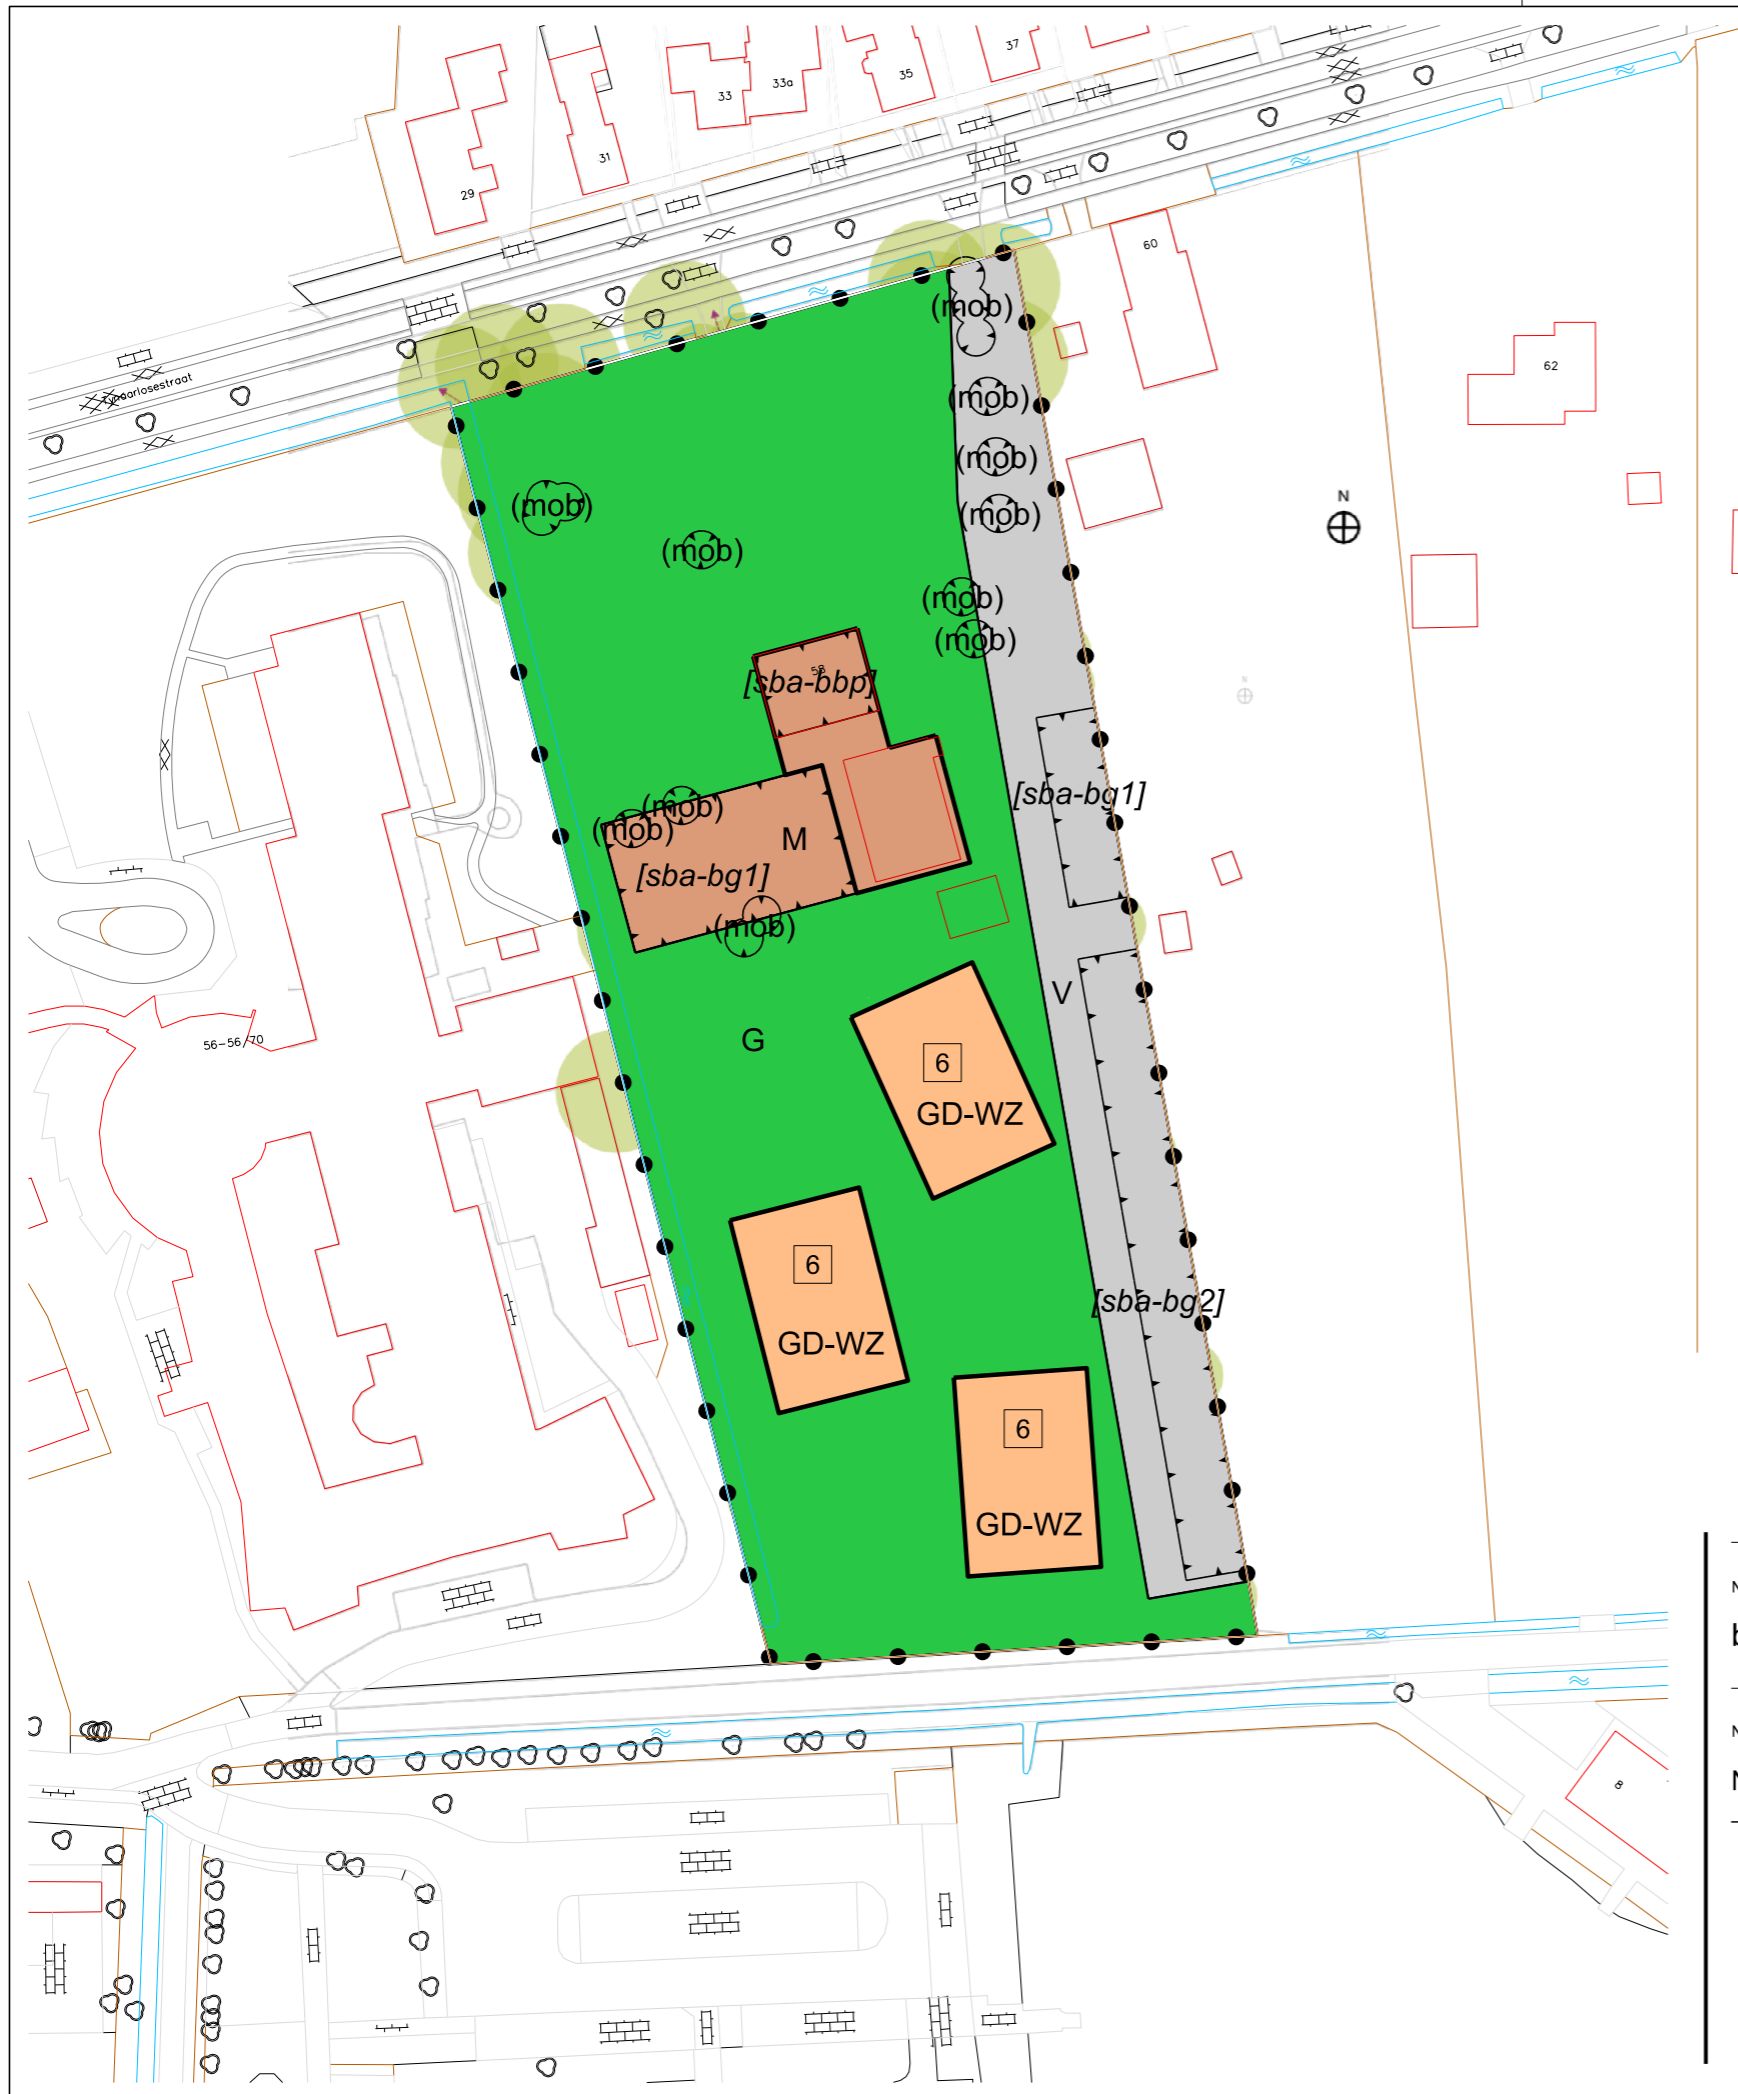 37
33a
35
33
31
29
60
62
Tynaarlosestraat
(mob)
(mob)
(mob)
(mob)
N
(mob)
(mob)
(mob)
(mob)
58
[sba-bbp]
N
[sba-bg1]
(mob)
(mob)
M
[sba-bg1]
(mob)
V
G
56-56/70
6
GD-WZ
6
[sba-bg2]
GD-WZ
6
GD-WZ
8